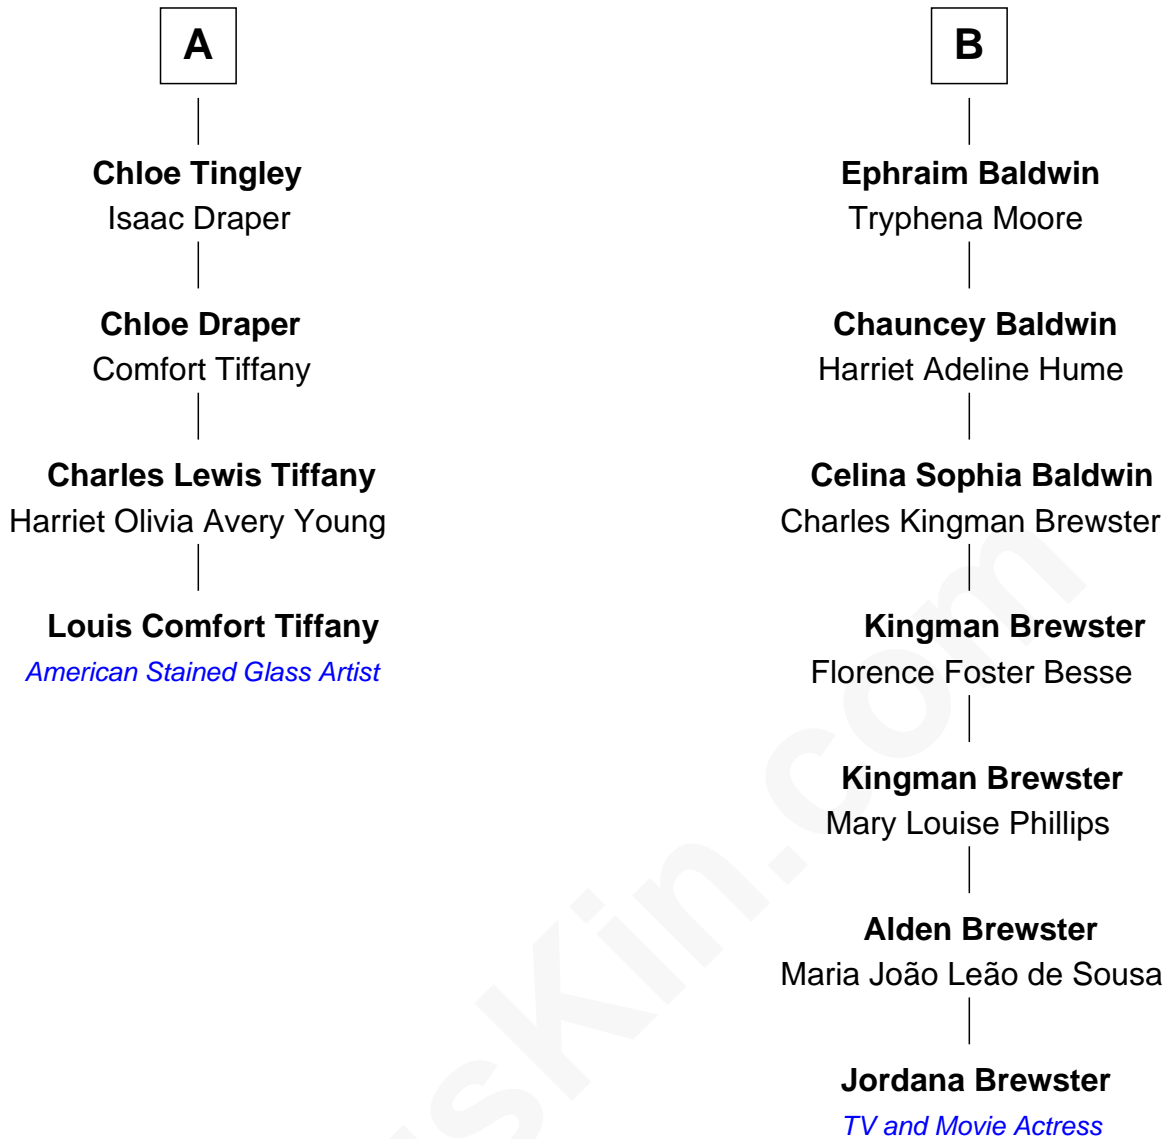 A
Chloe Tingley
Isaac Draper
Chloe Draper
Comfort Tiffany
Charles Lewis Tiffany
Harriet Olivia Avery Young
Louis Comfort Tiffany
American Stained Glass Artist
B
Ephraim Baldwin
Tryphena Moore
Chauncey Baldwin
Harriet Adeline Hume
Celina Sophia Baldwin
Charles Kingman Brewster
Kingman Brewster
Florence Foster Besse
Kingman Brewster
Mary Louise Phillips
Alden Brewster
Maria João Leão de Sousa
Jordana Brewster
TV and Movie Actress